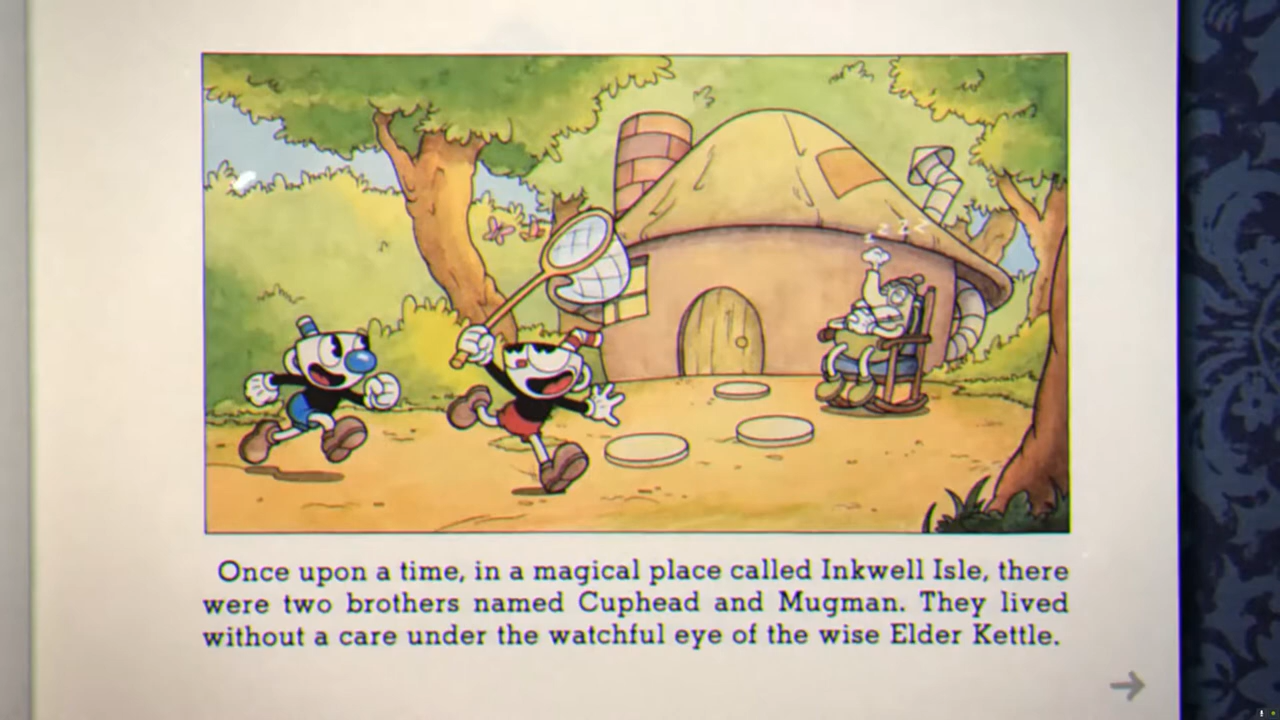 z z z z
Once upon a time, in a magical place called Inkwell Isle, there
were two brothers named Cuphead and Mugman. They lived
without a care under the watchful eye of the wise Elder Kettle.